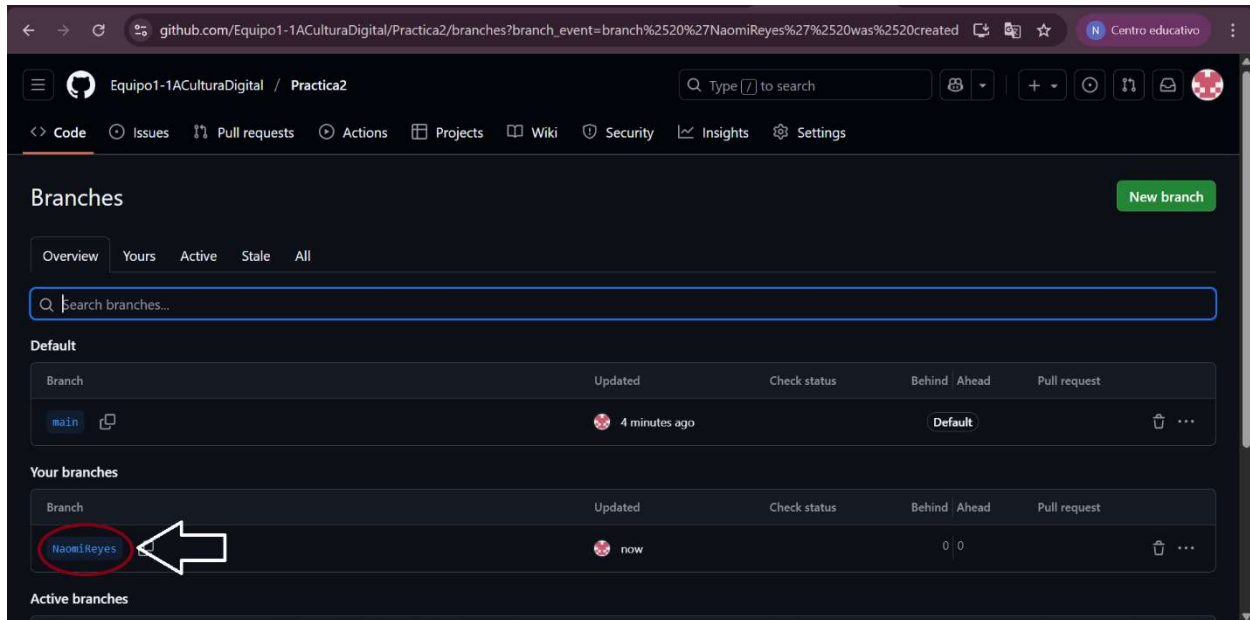 github.com/Equipo1-1ACulturaDigital/Practica2/branches?branch_event=branch%2520%27NaomiReyes%27%2520was%2520created
N Centro educativo
Equipo1-1ACulturaDigital / Practica2
Type / to search
Code Issues Pull requests Actions Projects Wiki Security Insights Settings
Branches
New branch
Overview Yours Active Stale All
Search branches...
Default
Branch Updated Check status Behind Ahead Pull request
main 4 minutes ago Default
Your branches
Branch Updated Check status Behind Ahead Pull request
NaomiReyes now 0 0
Active branches